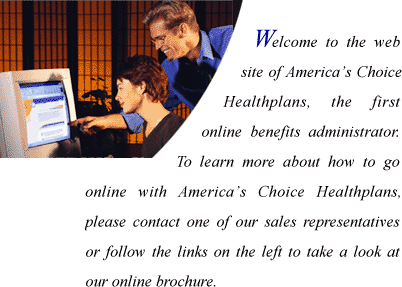 Welcome to the web
site of America's Choice
Healthplans, the first
online benefits administrator.
To learn more about how to go
online with America's Choice Healthplans,
please contact one of our sales representatives
or follow the links on the left to take a look at
our online brochure.